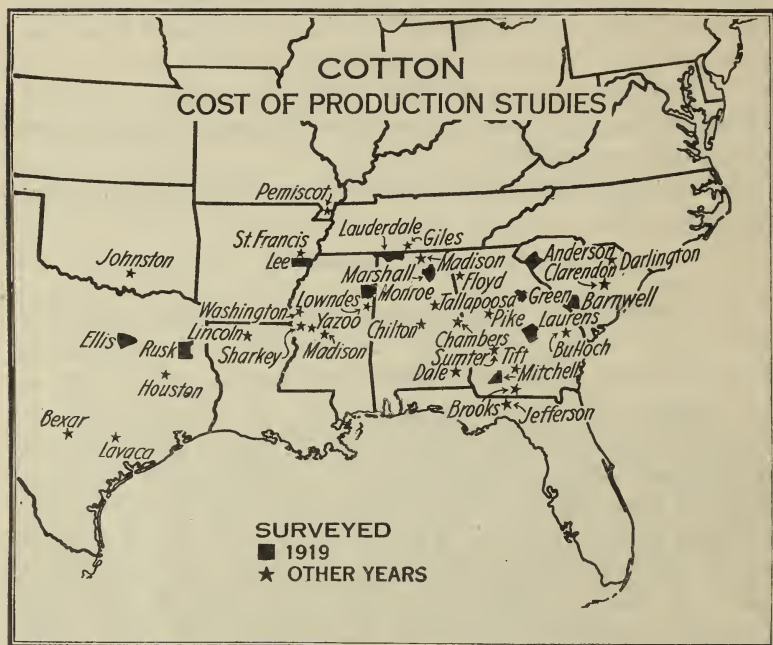 COTTON
COST OF PRODUCTION STUDIES
Pemiscot
Lauderdale
Giles
St. Francis
Lee
Johnston
Marshall
Madison
Floyd
Anderson
Clarendon
Darlington
Washington
Lowndes
Monroe
Tallapoosa
Green
Barnwell
Lincoln
Yazoo
Chilton
Pike
Laurens
Ellis
Rusk
Sharkey
Madison
Chambers
Bulloch
Sumter
Tift
Houston
Dale
Mitchell
Brooks
Jefferson
Bexar
Lavaca
SURVEYED
■ 1919
★ OTHER YEARS